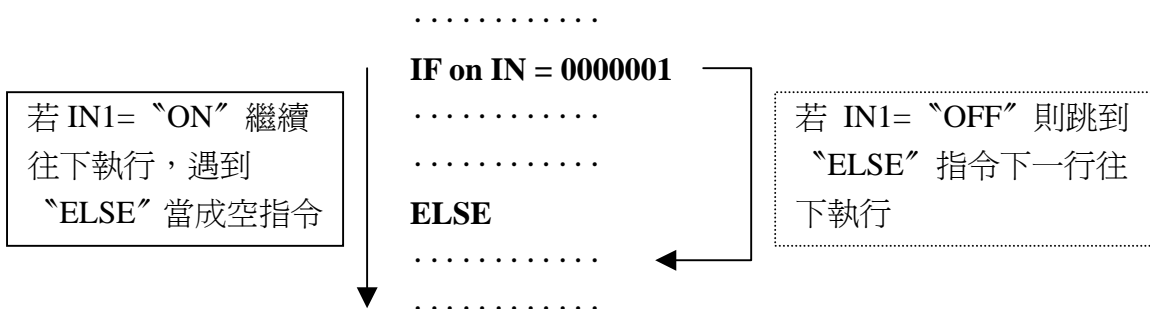 ............
IF on IN = 0000001
............
............
ELSE
............
............
若 IN1= 〝ON〞繼續
往下執行,遇到
〝ELSE〞當成空指令
若 IN1= 〝OFF〞則跳到
〝ELSE〞指令下一行往
下執行